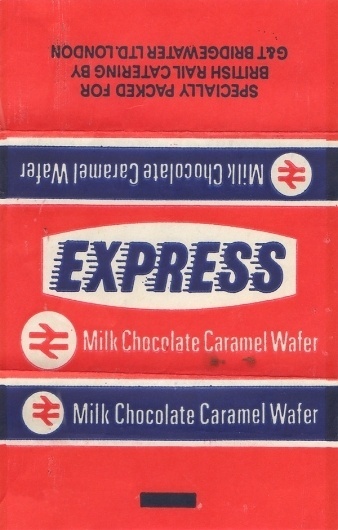 SPECIALLY PACKED FOR
BRITISH RAIL CATERING BY
G&T BRIDGEWATER LTD. LONDON
Milk Chocolate Caramel Wafer
EXPRESS
Milk Chocolate Caramel Wafer
Milk Chocolate Caramel Wafer